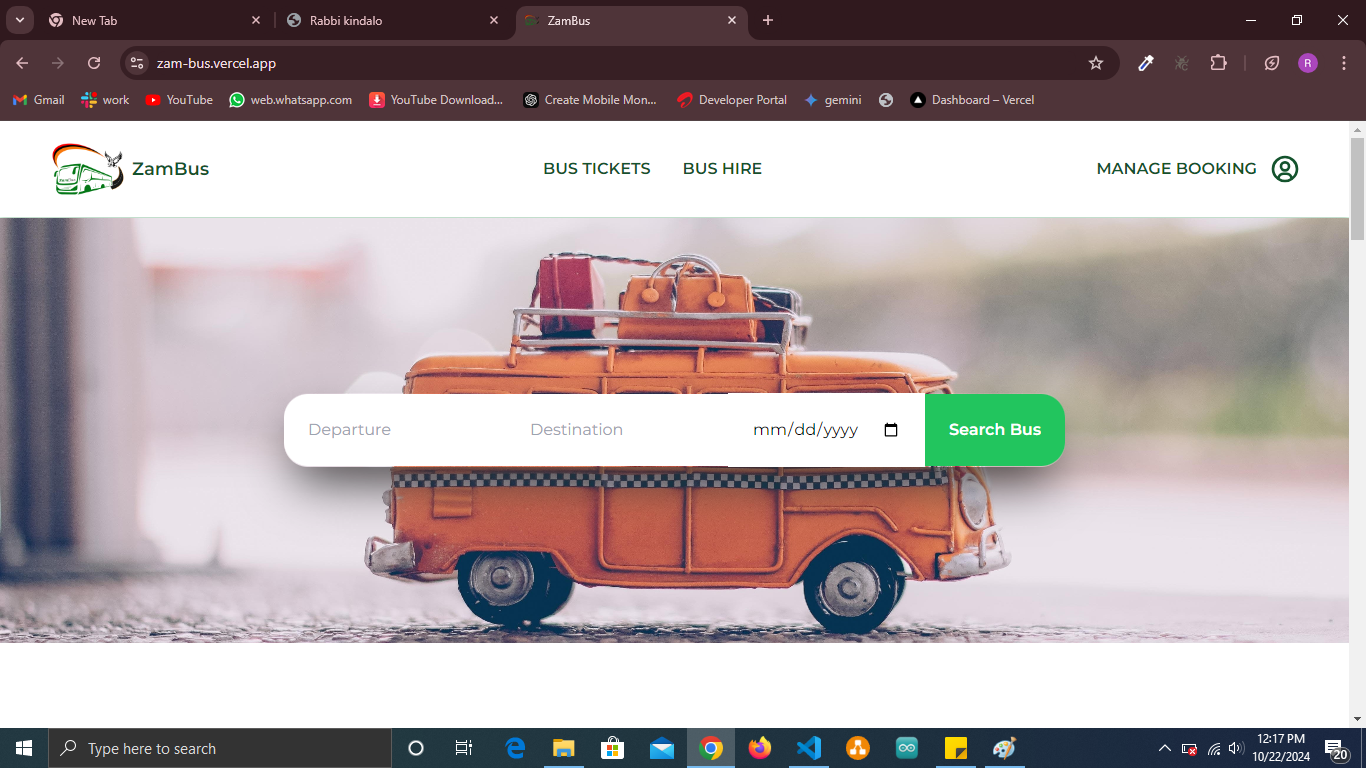 New Tab
Rabbi kindalo
ZamBus
zam-bus.vercel.app
R
Gmail
work
YouTube
web.whatsapp.com
YouTube Download...
Create Mobile Mon...
Developer Portal
gemini
Dashboard – Vercel
ZamBus
BUS TICKETS
BUS HIRE
MANAGE BOOKING
Departure
Destination
mm/dd/yyyy
Search Bus
Type here to search
12:17 PM
10/22/2024
20